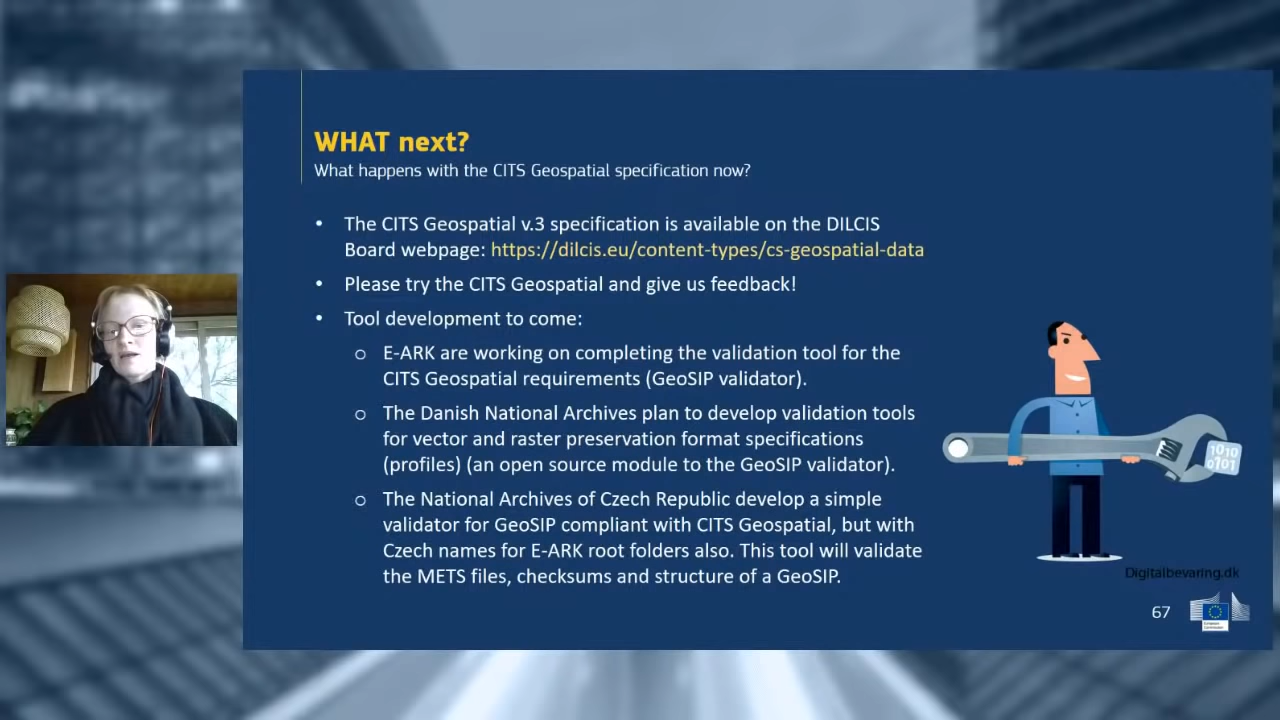 WHAT next?
What happens with the CITS Geospatial specification now?
• The CITS Geospatial v.3 specification is available on the DILCIS
Board webpage: https://dilcis.eu/content-types/cs-geospatial-data
• Please try the CITS Geospatial and give us feedback!
• Tool development to come:
o E-ARK are working on completing the validation tool for the
CITS Geospatial requirements (GeoSIP validator).
o The Danish National Archives plan to develop validation tools
for vector and raster preservation format specifications
(profiles) (an open source module to the GeoSIP validator).
o The National Archives of Czech Republic develop a simple
validator for GeoSIP compliant with CITS Geospatial, but with
Czech names for E-ARK root folders also. This tool will validate
the METS files, checksums and structure of a GeoSIP.
1010
0101
Digitalbevaring.dk
67